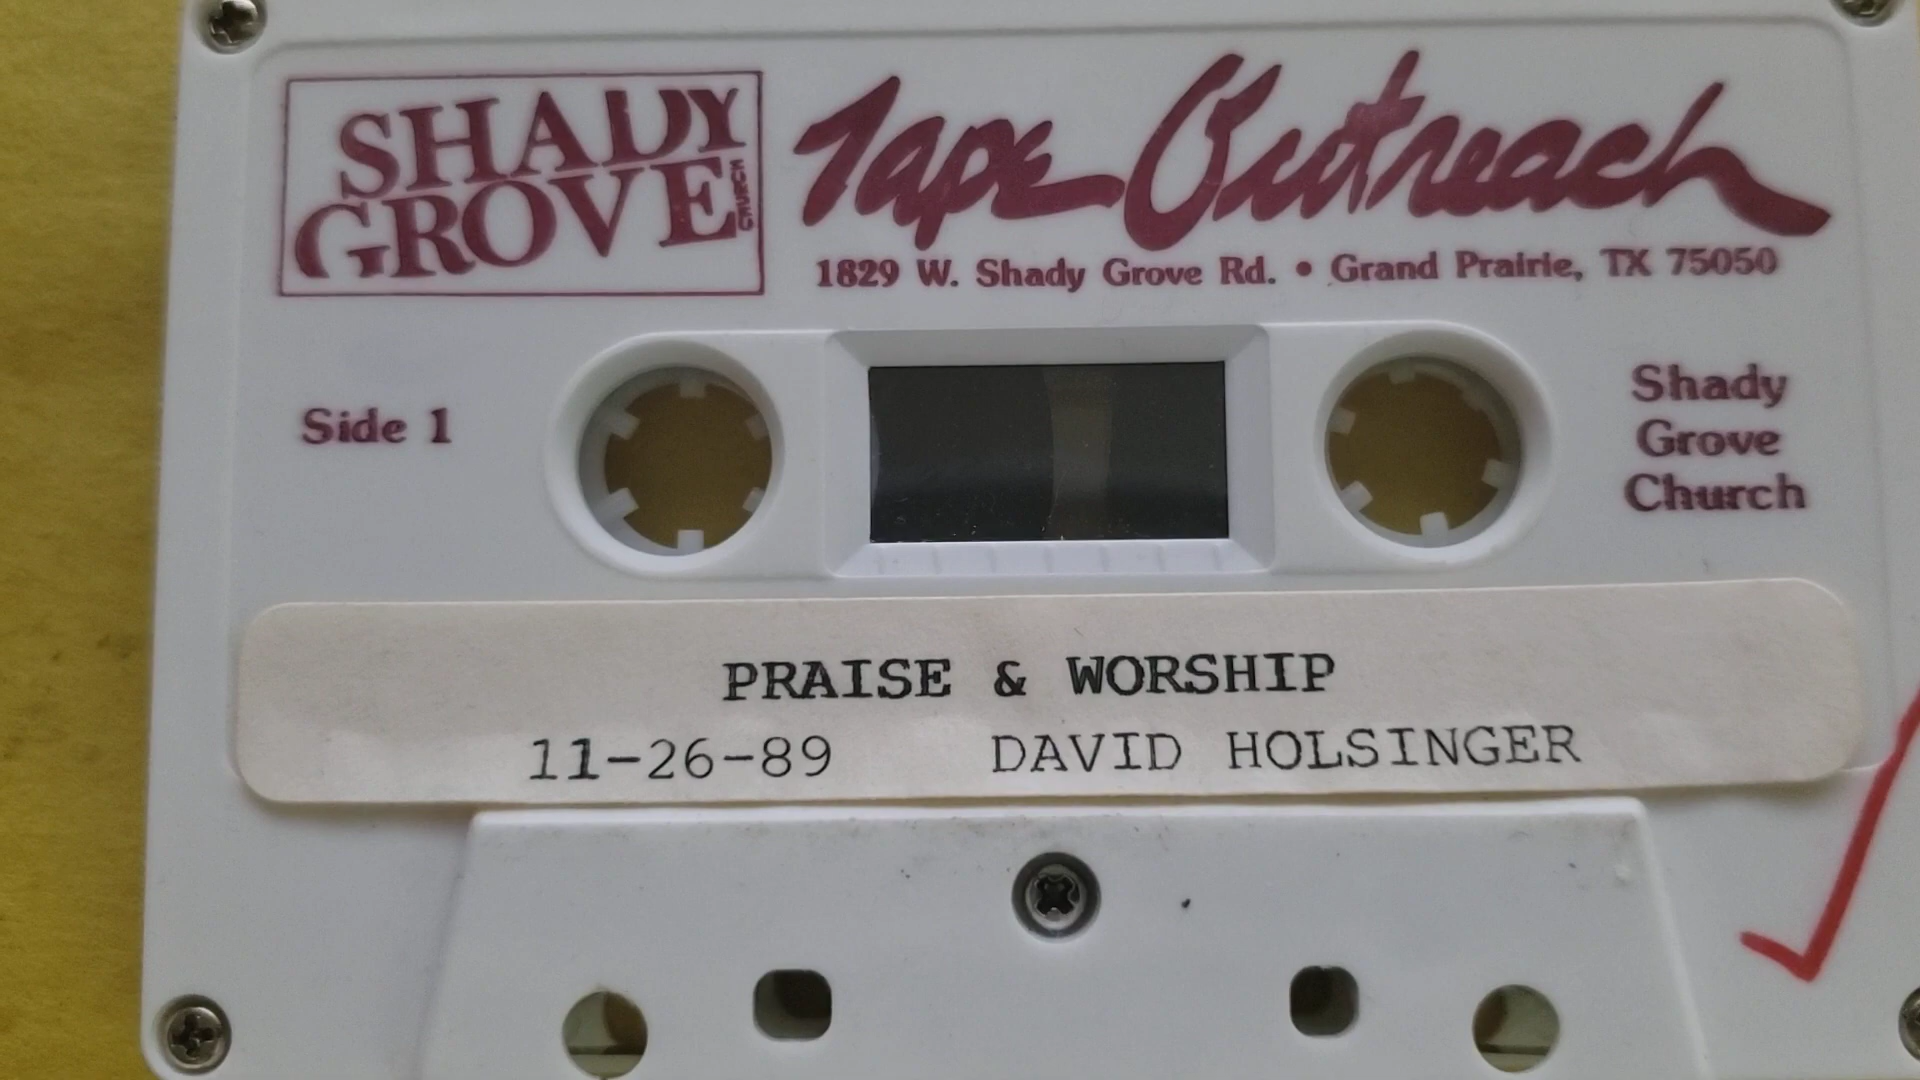 SHADY
GROVE
CHURCH
Tape Outreach
1829 W. Shady Grove Rd. • Grand Prairie, TX 75050
Side 1
Shady
Grove
Church
PRAISE & WORSHIP
11-26-89 DAVID HOLSINGER